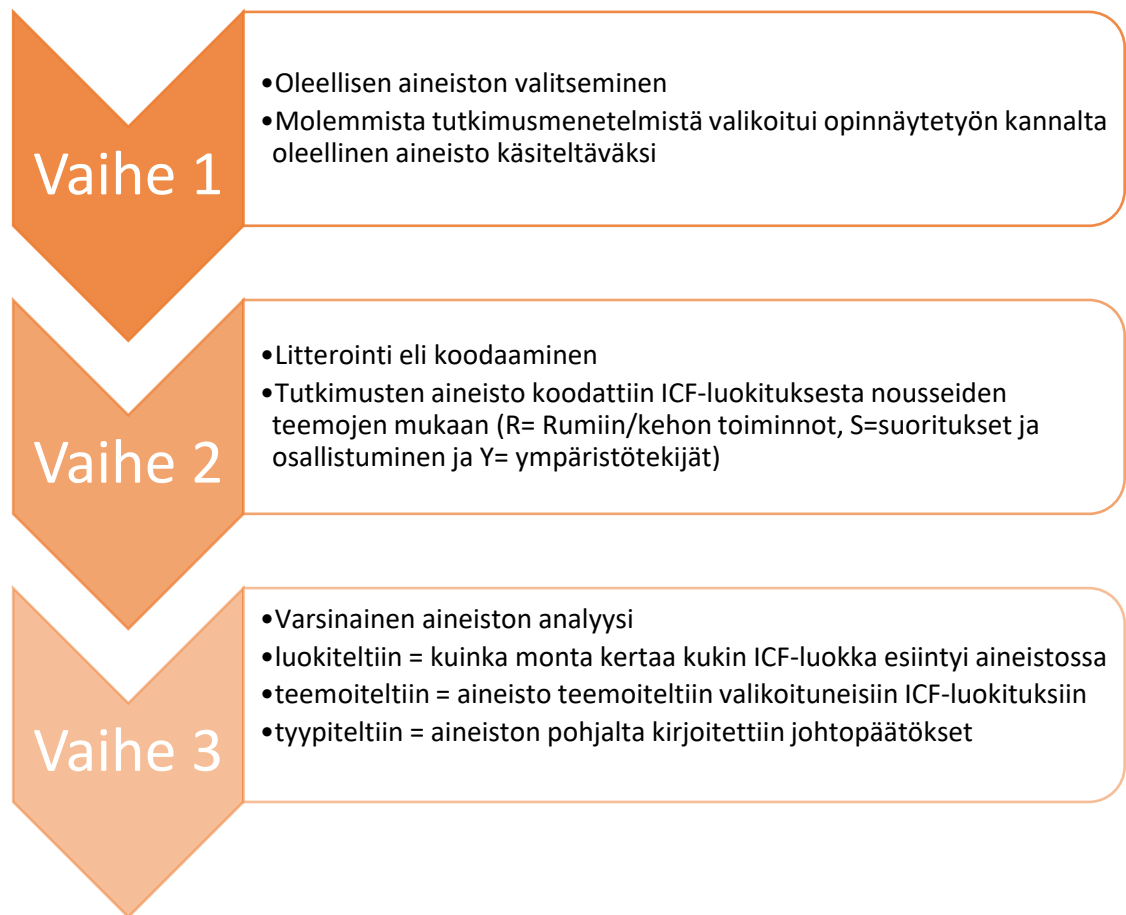 Vaihe 1
•Oleellisen aineiston valitseminen
•Molemmista tutkimusmenetelmistä valikoitui opinnäytetyön kannalta
oleellinen aineisto käsiteltäväksi
Vaihe 2
•Litterointi eli koodaaminen
•Tutkimusten aineisto koodattiin ICF-luokituksesta nousseiden
teemojen mukaan (R= Rumiin/kehon toiminnot, S=suoritukset ja
osallistuminen ja Y= ympäristötekijät)
Vaihe 3
•Varsinainen aineiston analyysi
•luokiteltiin = kuinka monta kertaa kukin ICF-luokka esiintyi aineistossa
•teemoiteltiin = aineisto teemoiteltiin valikoituneisiin ICF-luokituksiin
•tyypiteltiin = aineiston pohjalta kirjoitettiin johtopäätökset